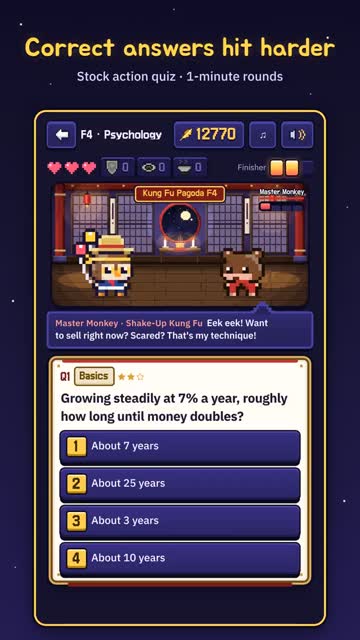 Correct answers hit harder
Stock action quiz · 1-minute rounds
F4 · Psychology
12770
0
0
0
Finisher
Kung Fu Pagoda F4
Master Monkey
Master Monkey · Shake-Up Kung Fu Eek eek! Want
to sell right now? Scared? That's my technique!
Q1 Basics
Growing steadily at 7% a year, roughly
how long until money doubles?
1 About 7 years
2 About 25 years
3 About 3 years
4 About 10 years